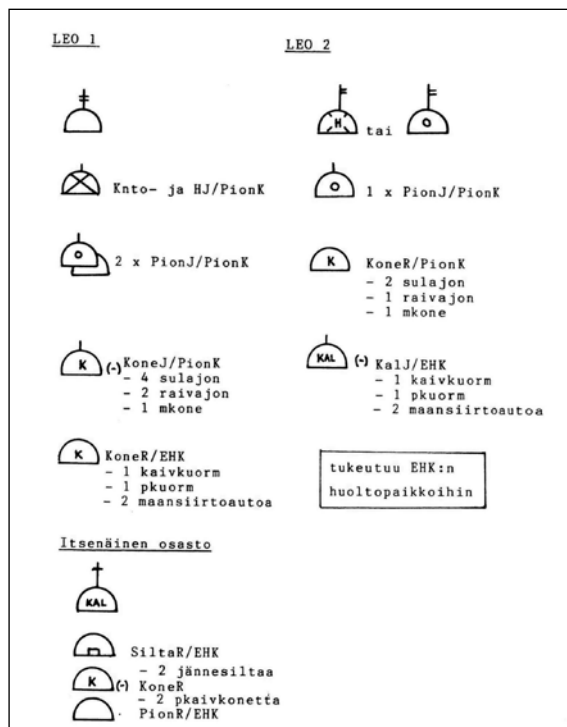 LEO 1
Knto- ja HJ/PionK
O
2 x PionJ/PionK
K
(-) KoneJ/PionK
- 4 sulajon
- 2 raivajon
- 1 mkone
K
KoneR/EHK
- 1 kaivkuorm
- 1 pkuorm
- 2 maansiirtoautoa
Itsenäinen osasto
KAL
SiltaR/EHK
- 2 jännesiltaa
K
(-) KoneR
- 2 pkaivkonetta
PionR/EHK
LEO 2
H
tai
O
O
1 x PionJ/PionK
K
KoneR/PionK
- 2 sulajon
- 1 raivajon
- 1 mkone
KAL
(-) KalJ/EHK
- 1 kaivkuorm
- 1 pkuorm
- 2 maansiirtoautoa
tukeutuu EHK:n
huoltopaikkoihin